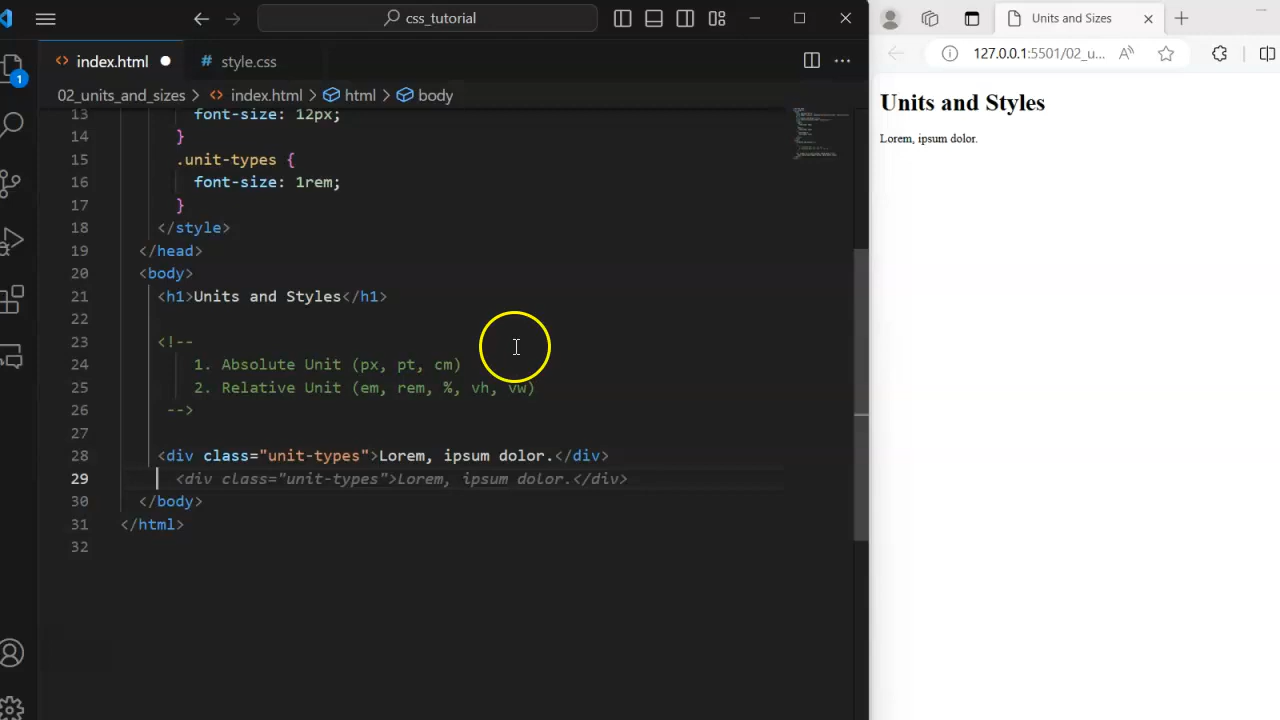 css_tutorial
Units and Sizes
index.html
# style.css
1
127.0.0.1:5501/02_u...
02_units_and_sizes > index.html > html > body
13 font-size: 12px;
14 }
15 .unit-types {
16 font-size: 1rem;
17 }
18 </style>
19 </head>
20 <body>
21 <h1>Units and Styles</h1>
22
23 <!--
24 1. Absolute Unit (px, pt, cm)
25 2. Relative Unit (em, rem, %, vh, vw)
26 -->
27
28 <div class="unit-types">Lorem, ipsum dolor.</div>
29 <div class="unit-types">Lorem, ipsum dolor.</div>
30 </body>
31 </html>
32
Units and Styles
Lorem, ipsum dolor.